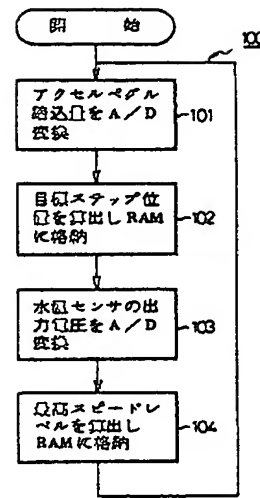 開 始
100
アクセルペダル
踏込量をA/D
変換
101
目標ステップ位
置を算出しRAM
に格納
102
水温センサの出
力電圧をA/D
変換
103
最高スピードレ
ベルを算出し
RAMに格納
104